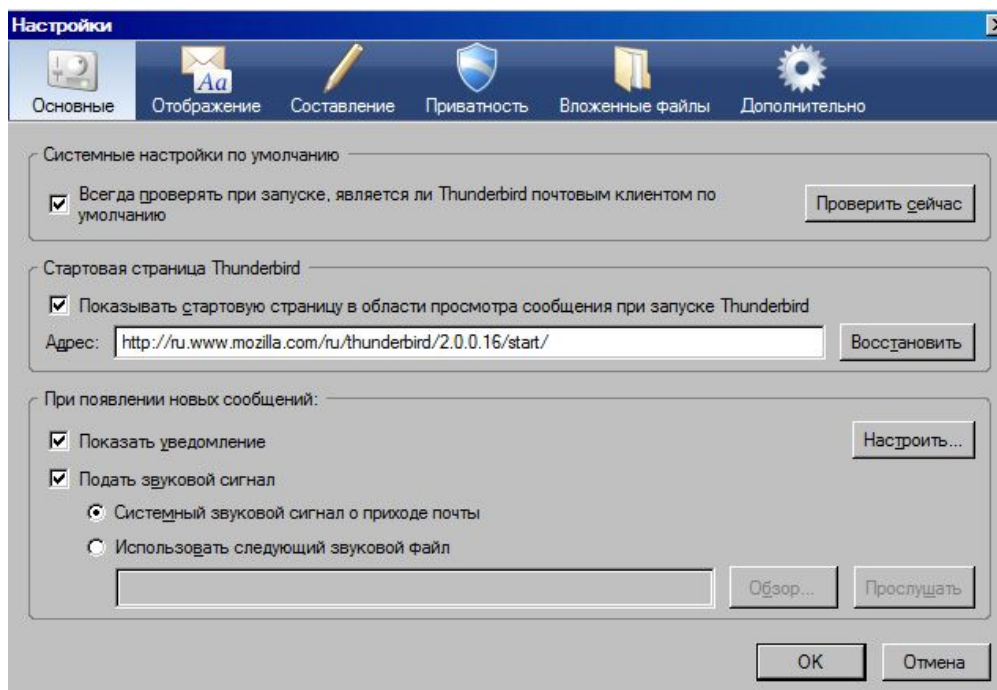 Настройки
Aa
Основные Отображение Составление Приватность Вложенные файлы Дополнительно
Системные настройки по умолчанию
Всегда проверять при запуске, является ли Thunderbird почтовым клиентом по
умолчанию
Проверить сейчас
Стартовая страница Thunderbird
Показывать стартовую страницу в области просмотра сообщения при запуске Thunderbird
Адрес: http://ru.www.mozilla.com/ru/thunderbird/2.0.0.16/start/ Восстановить
При появлении новых сообщений:
Показать уведомление Настроить...
Подать звуковой сигнал
Системный звуковой сигнал о приходе почты
Использовать следующий звуковой файл
Обзор... Прослушать
OK Отмена